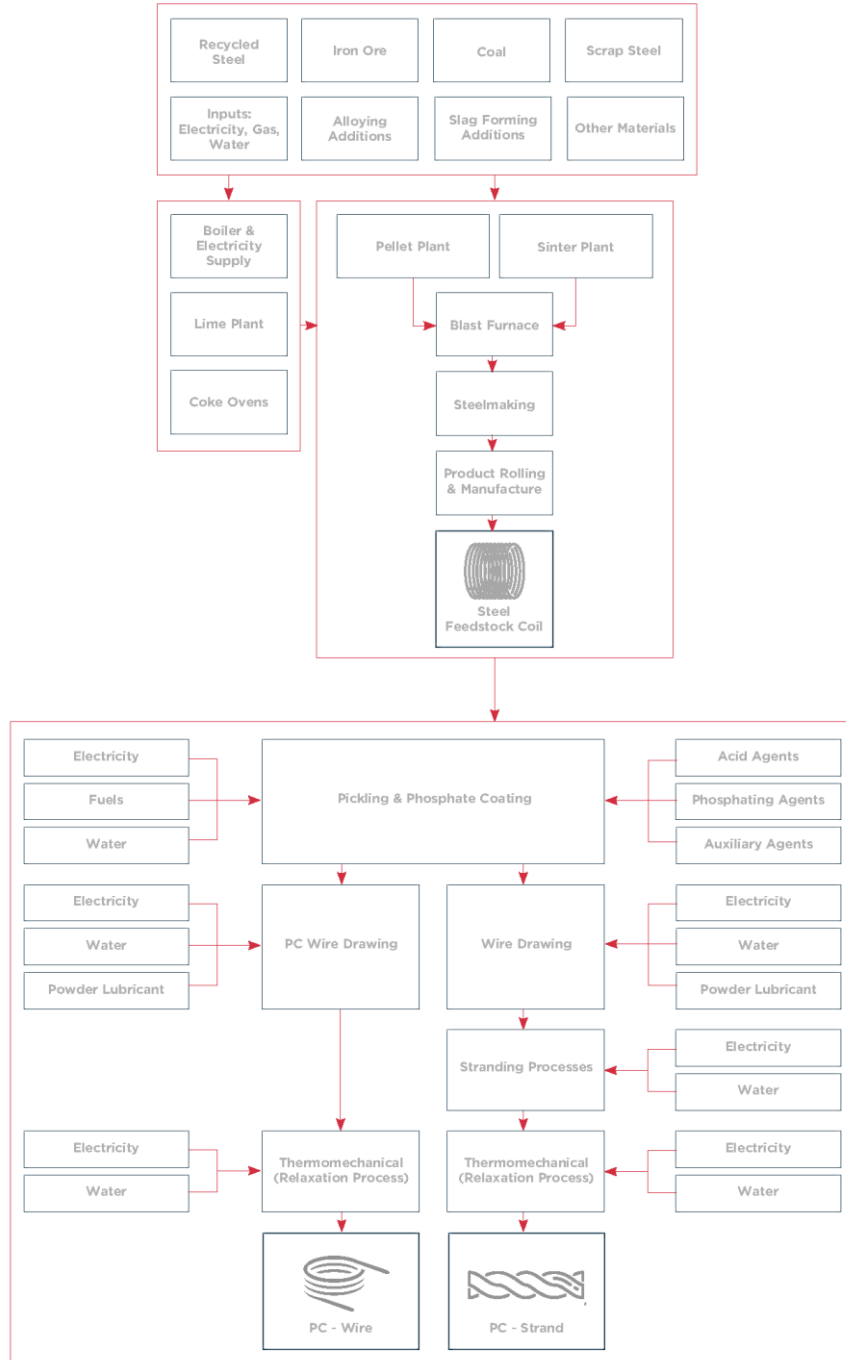 Recycled
Steel
Iron Ore
Coal
Scrap Steel
Inputs:
Electricity, Gas,
Water
Alloying
Additions
Slag Forming
Additions
Other Materials
Boiler &
Electricity
Supply
Lime Plant
Coke Ovens
Pellet Plant
Sinter Plant
Blast Furnace
Steelmaking
Product Rolling
& Manufacture
Steel
Feedstock Coil
Electricity
Fuels
Water
Pickling & Phosphate Coating
Acid Agents
Phosphating Agents
Auxiliary Agents
Electricity
Water
Powder Lubricant
PC Wire Drawing
Wire Drawing
Electricity
Water
Powder Lubricant
Stranding Processes
Electricity
Water
Electricity
Water
Thermomechanical
(Relaxation Process)
Thermomechanical
(Relaxation Process)
Electricity
Water
PC - Wire
PC - Strand